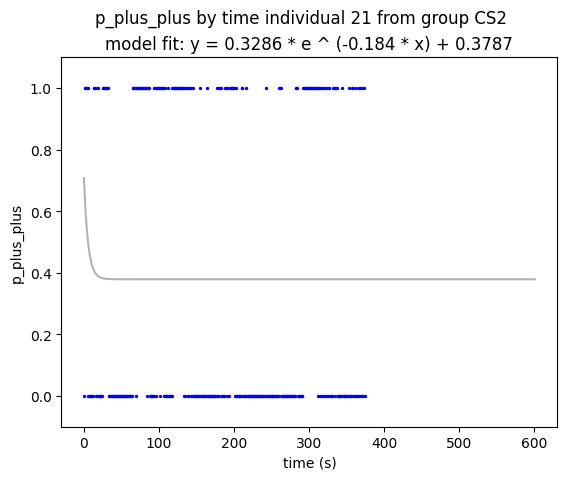 p_plus_plus by time individual 21 from group CS2
model fit: y = 0.3286 * e ^ (-0.184 * x) + 0.3787
1.0
0.8
0.6
0.4
0.2
0.0
p_plus_plus
0 100 200 300 400 500 600
time (s)